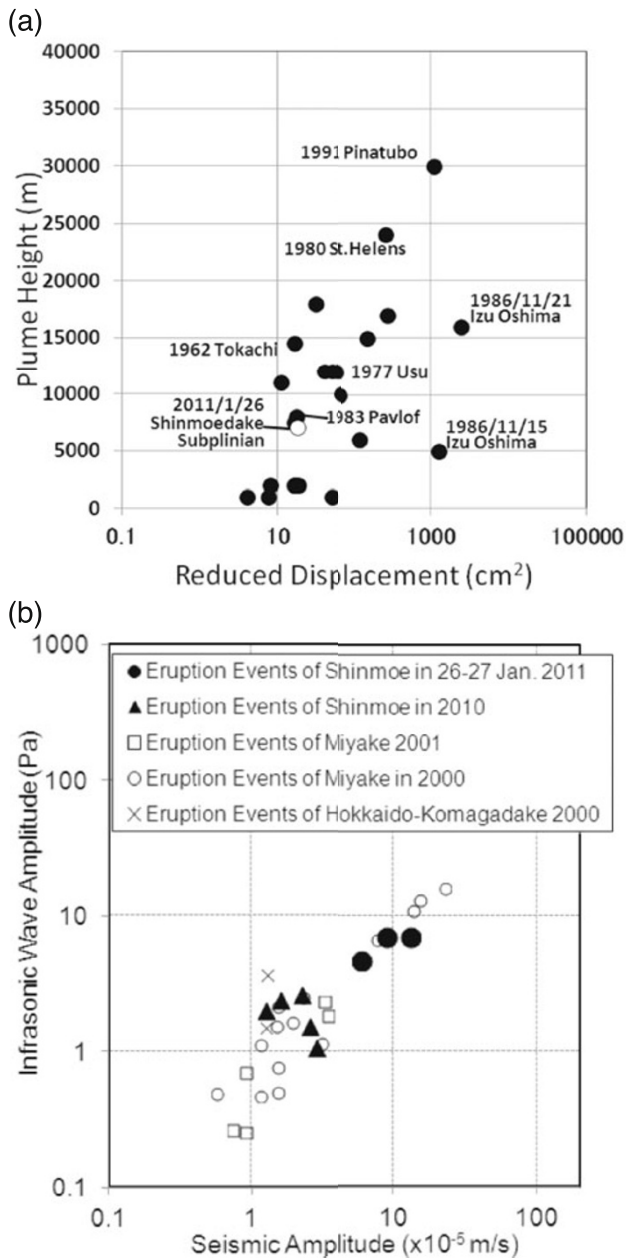 (a)
40000
35000
30000
25000
20000
15000
10000
5000
0
Plume Height (m)
1991 Pinatubo
1980 St.Helens
1986/11/21
Izu Oshima
1962 Tokachi
1977 Usu
2011/1/26
Shinmoedake
Subplinian
1983 Pavlof
1986/11/15
Izu Oshima
0.1 10 1000 100000
Reduced Displacement (cm²)
(b)
1000
100
10
1
0.1
Infrasonic Wave Amplitude (Pa)
Eruption Events of Shinmoe in 26-27 Jan. 2011
Eruption Events of Shinmoe in 2010
Eruption Events of Miyake 2001
Eruption Events of Miyake in 2000
Eruption Events of Hokkaido-Komagadake 2000
0.1 1 10 100
Seismic Amplitude (x10⁻⁵ m/s)